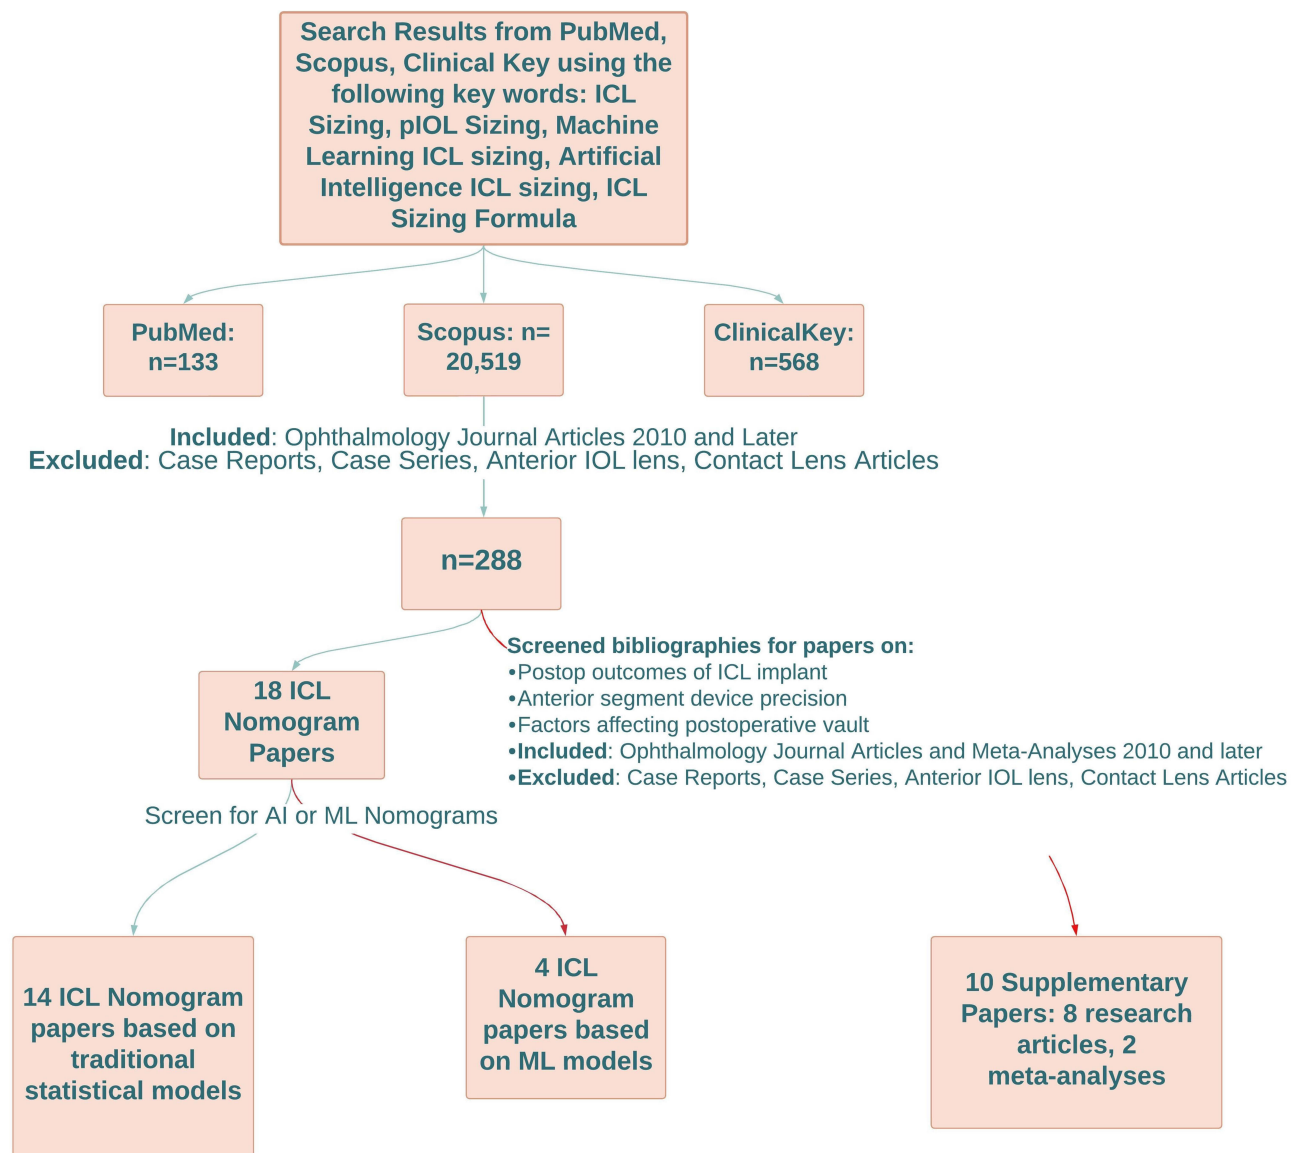 Search Results from PubMed,
Scopus, Clinical Key using the
following key words: ICL
Sizing, pIOL Sizing, Machine
Learning ICL sizing, Artificial
Intelligence ICL sizing, ICL
Sizing Formula
PubMed:
n=133
Scopus: n=
20,519
ClinicalKey:
n=568
Included: Ophthalmology Journal Articles 2010 and Later
Excluded: Case Reports, Case Series, Anterior IOL lens, Contact Lens Articles
n=288
18 ICL
Nomogram
Papers
Screened bibliographies for papers on:
•Postop outcomes of ICL implant
•Anterior segment device precision
•Factors affecting postoperative vault
•Included: Ophthalmology Journal Articles and Meta-Analyses 2010 and later
•Excluded: Case Reports, Case Series, Anterior IOL lens, Contact Lens Articles
Screen for AI or ML Nomograms
14 ICL Nomogram
papers based on
traditional
statistical models
4 ICL
Nomogram
papers based
on ML models
10 Supplementary
Papers: 8 research
articles, 2
meta-analyses